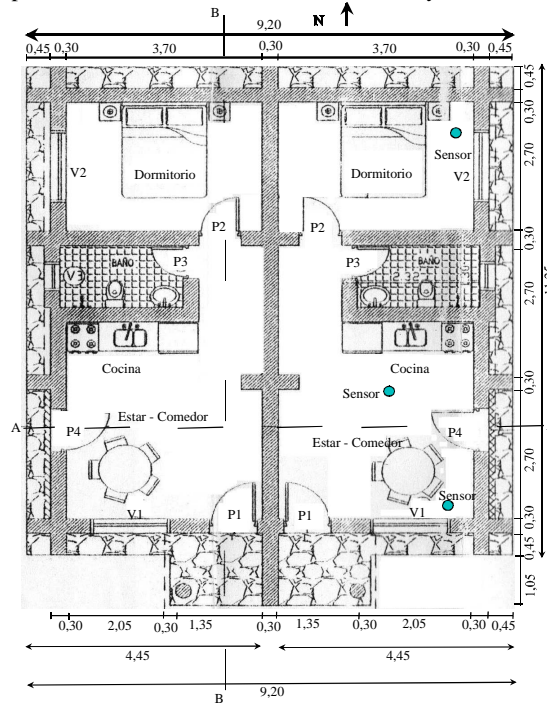 B
9,20
N
0,45 0,30 3,70 0,30 3,70 0,30 0,45
0,45
0,30
Sensor
V2 Dormitorio Dormitorio V2
2,70
P2 P2
0,30
P3 BAÑO P3 BAÑO
V3 2,32 1,30
2,70
Cocina Cocina
0,30
Sensor
Estar - Comedor
A P4 Estar - Comedor P4
2,70
Sensor
V1 P1 P1 V1
0,30
0,45
1,05
0,30 2,05 0,30 1,35 0,30 1,35 0,30 2,05 0,30 0,45
4,45 4,45
9,20
B